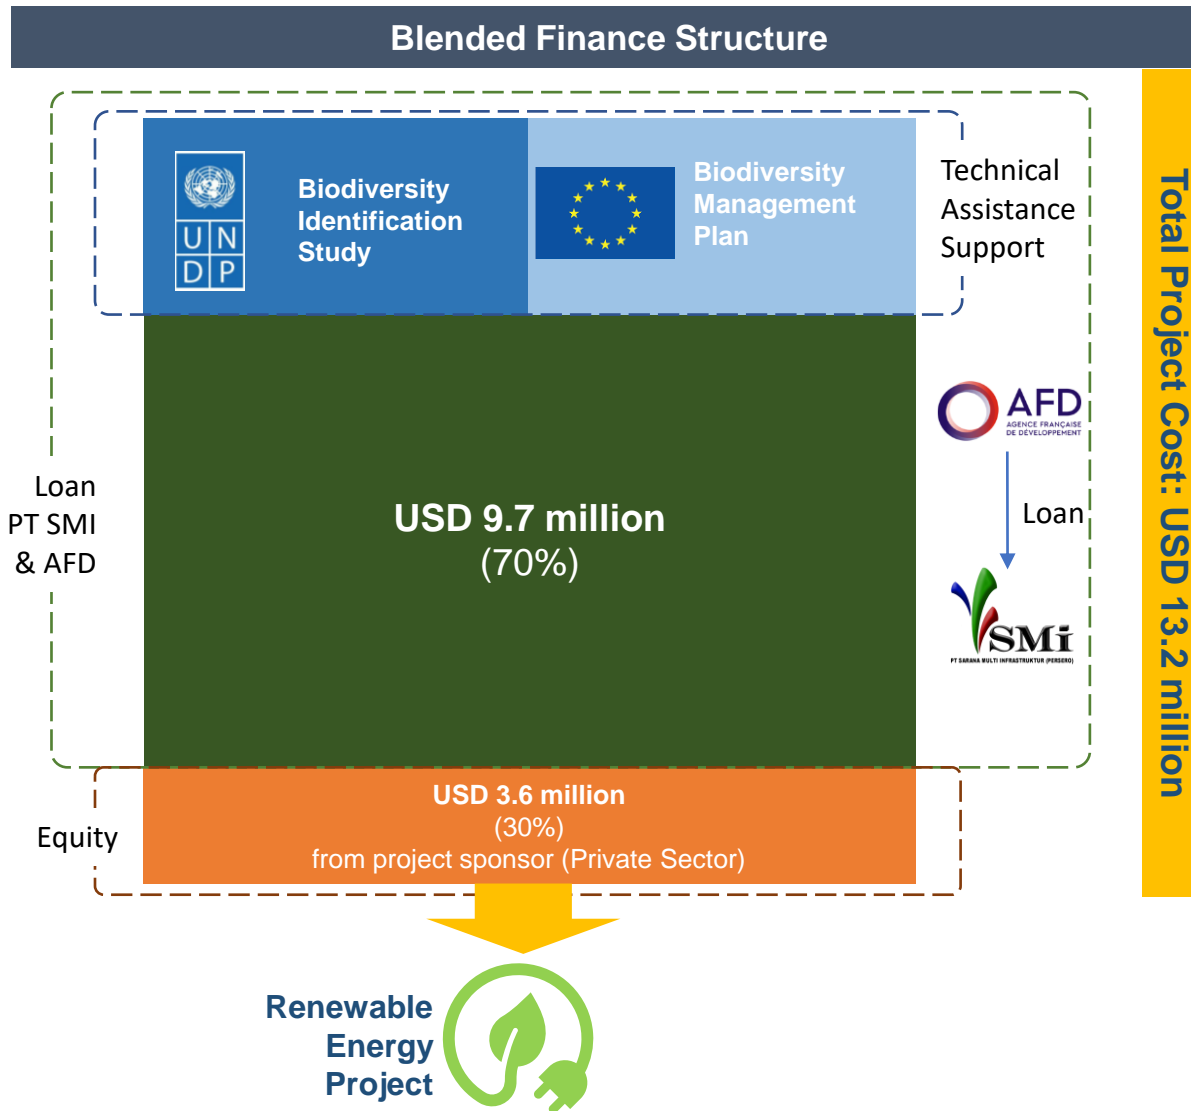 Blended Finance Structure
U N
D P
Biodiversity
Identification
Study
Biodiversity
Management
Plan
Technical
Assistance
Support
Total Project Cost: USD 13.2 million
AFD
AGENCE FRANÇAISE
DE DÉVELOPPEMENT
Loan
PT SMI
& AFD
USD 9.7 million
(70%)
Loan
SMi
PT SARANA MULTI INFRASTRUKTUR (PERSERO)
USD 3.6 million
(30%)
from project sponsor (Private Sector)
Equity
Renewable
Energy
Project